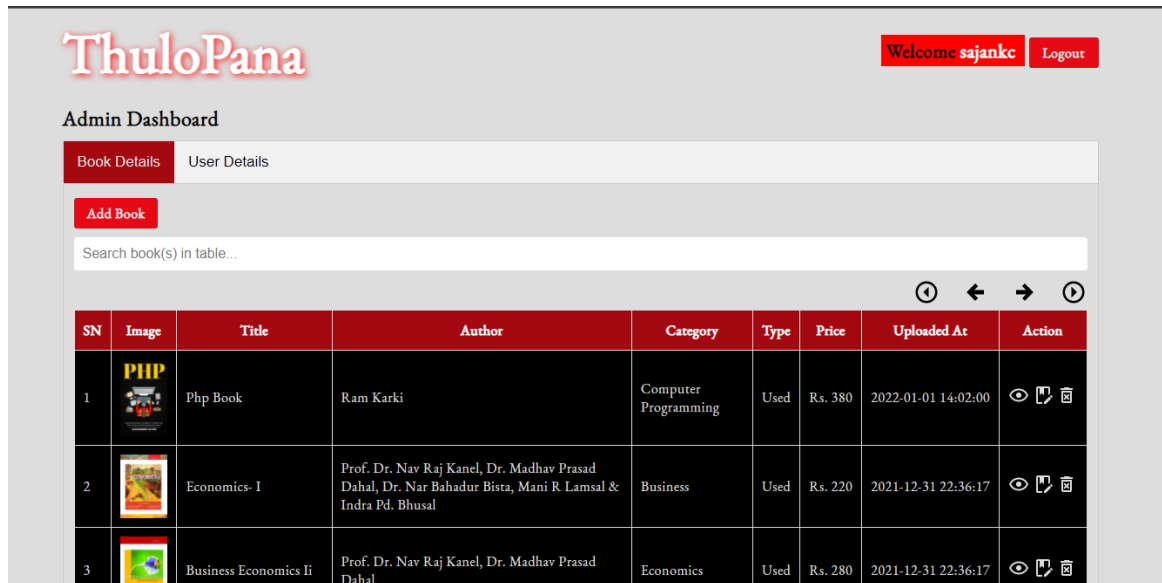 ThuloPana
Welcome sajankc
Logout
Admin Dashboard
Book Details
User Details
Add Book
Search book(s) in table...
SN Image Title Author Category Type Price Uploaded At Action
PHP
1 Php Book Ram Karki Computer Programming Used Rs. 380 2022-01-01 14:02:00
2 Economics- I Prof. Dr. Nav Raj Kanel, Dr. Madhav Prasad
Dahal, Dr. Nar Bahadur Bista, Mani R Lamsal &
Indra Pd. Bhusal Business Used Rs. 220 2021-12-31 22:36:17
3 Business Economics Ii Prof. Dr. Nav Raj Kanel, Dr. Madhav Prasad
Dahal Economics Used Rs. 280 2021-12-31 22:36:17